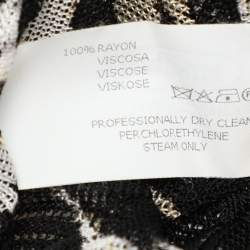 100% RAYON
VISCOSA
VISCOSE
VISKOSE
PROFESSIONALLY DRY CLEAN
PERCHLORETHYLENE
STEAM ONLY